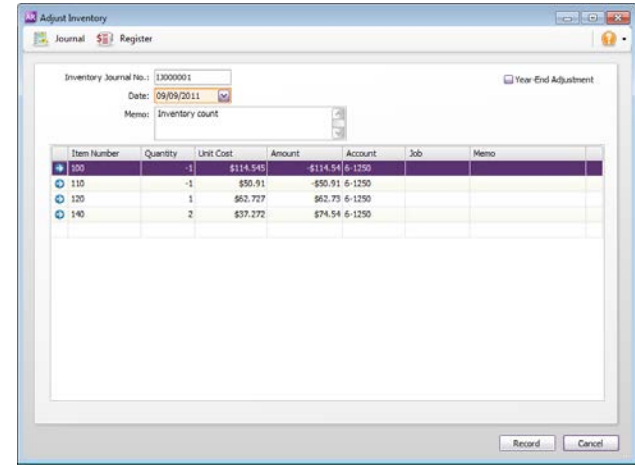 AX Adjust Inventory
Journal Register
Inventory Journal No.: IJ000001
Year-End Adjustment
Date: 09/09/2011
Memo: Inventory count
Item Number Quantity Unit Cost Amount Account Job Memo
100 -1 $114.545 -$114.54 6-1250
110 -1 $50.91 -$50.91 6-1250
120 1 $62.727 $62.73 6-1250
140 2 $37.272 $74.54 6-1250
Record Cancel